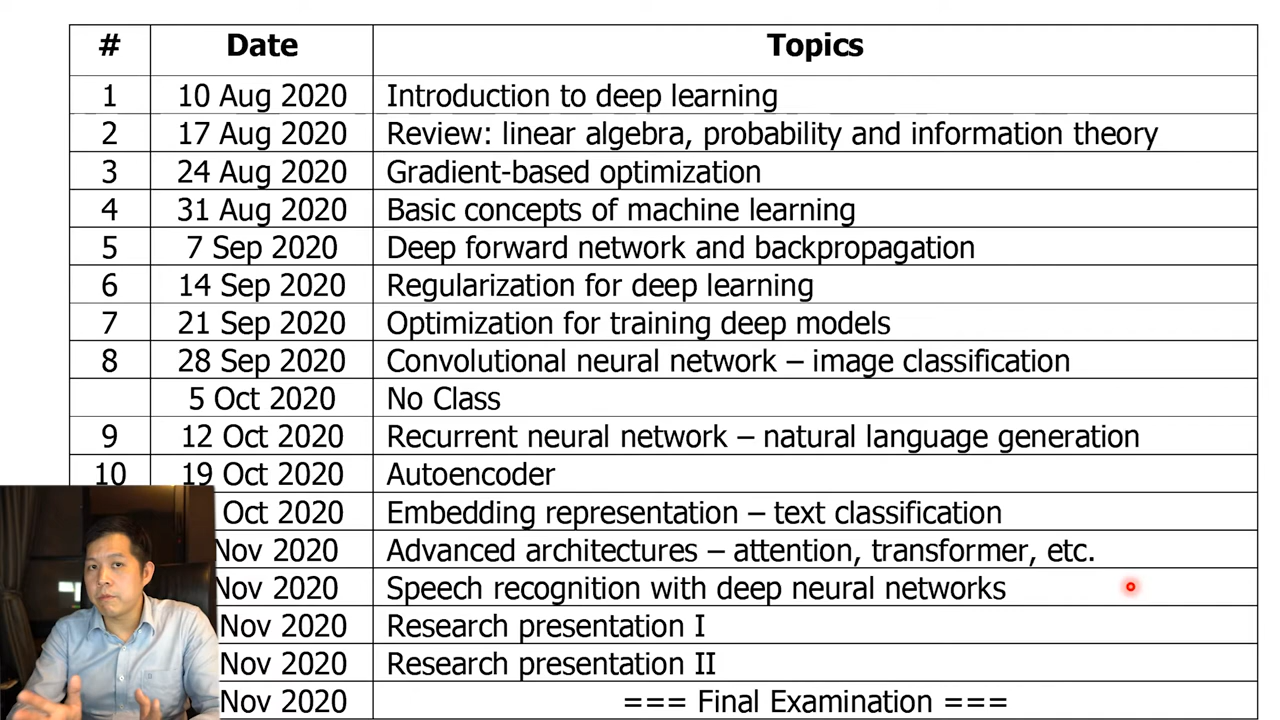 # Date Topics
1 10 Aug 2020 Introduction to deep learning
2 17 Aug 2020 Review: linear algebra, probability and information theory
3 24 Aug 2020 Gradient-based optimization
4 31 Aug 2020 Basic concepts of machine learning
5 7 Sep 2020 Deep forward network and backpropagation
6 14 Sep 2020 Regularization for deep learning
7 21 Sep 2020 Optimization for training deep models
8 28 Sep 2020 Convolutional neural network – image classification
5 Oct 2020 No Class
9 12 Oct 2020 Recurrent neural network – natural language generation
10 19 Oct 2020 Autoencoder
Oct 2020 Embedding representation – text classification
Nov 2020 Advanced architectures – attention, transformer, etc.
Nov 2020 Speech recognition with deep neural networks
Nov 2020 Research presentation I
Nov 2020 Research presentation II
Nov 2020 === Final Examination ===